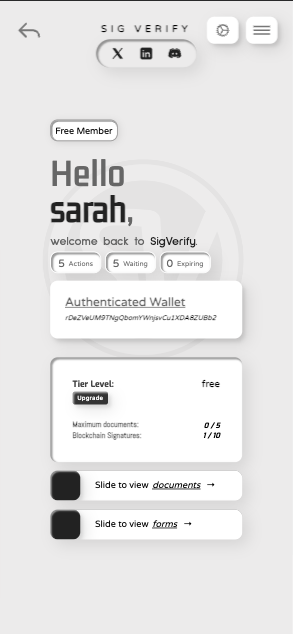 SIG VERIFY
Free Member
Hello
sarah,
welcome back to SigVerify.
5 Actions 5 Waiting 0 Expiring
Authenticated Wallet
rDeZVeUM9TNgQbomYWnjsvCu1XDA8ZUBb2
Tier Level: free
Upgrade
Maximum documents: 0 / 5
Blockchain Signatures: 1 / 10
Slide to view documents →
Slide to view forms →